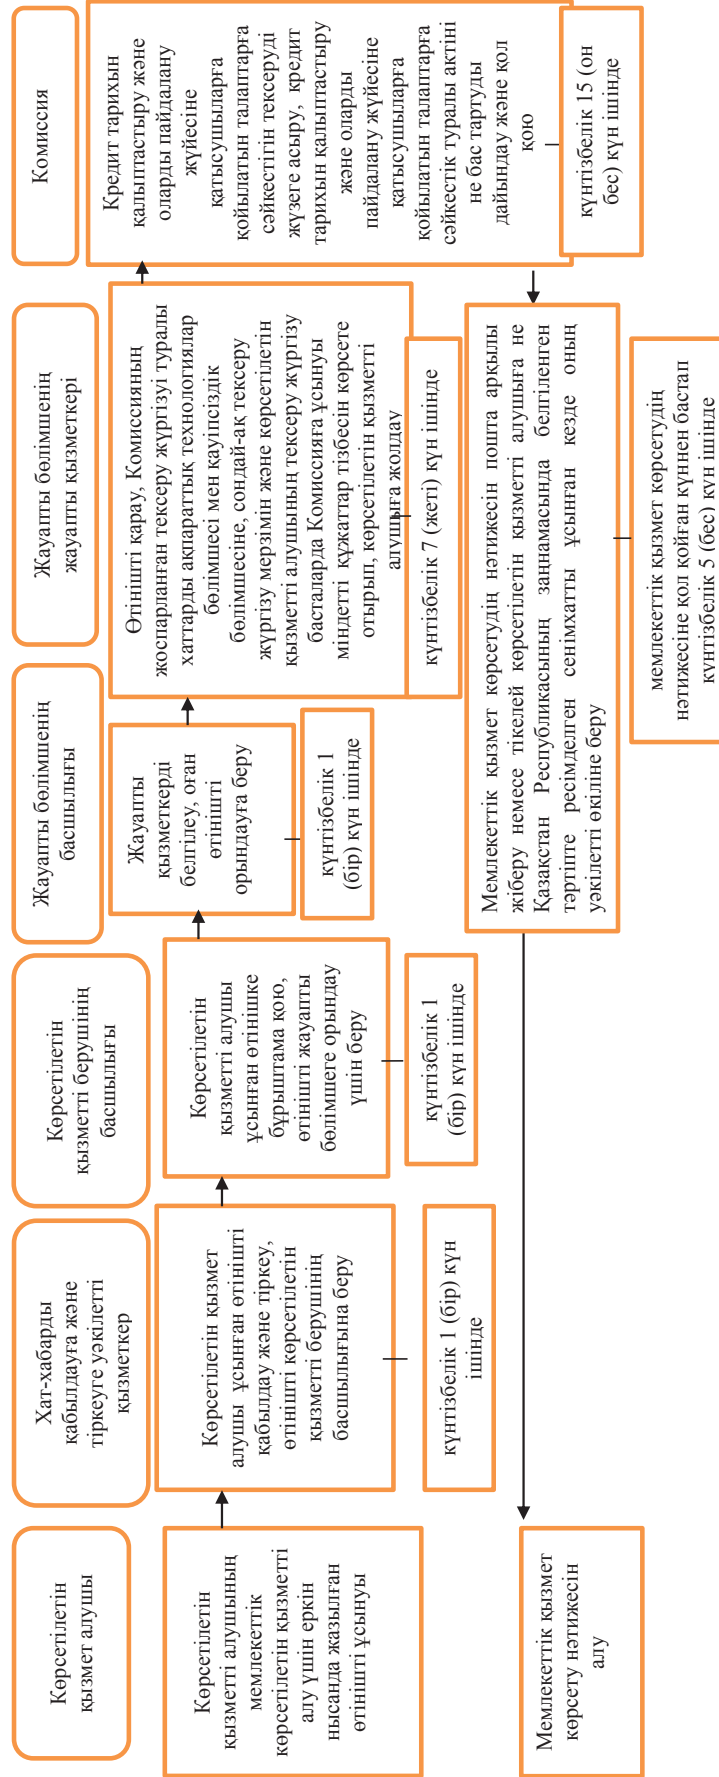 Көрсетілетін
қызмет алушы
Хат-хабарды
қабылдауға және
тіркеуге уәкілетті
қызметкер
Көрсетілетін
қызметті берушінің
басшылығы
Жауапты бөлімшенің
басшылығы
Жауапты бөлімшенің
жауапты қызметкері
Комиссия
Көрсетілетін
қызметті алушының
мемлекеттік
көрсетілетін қызметті
алу үшін еркін
нысанда жазылған
өтінішті ұсынуы
Көрсетілетін қызмет
алушы ұсынған өтінішті
қабылдау және тіркеу,
өтінішті көрсетілетін
қызметті берушінің
басшылығына беру
күнтізбелік 1 (бір) күн
ішінде
Көрсетілетін
қызметті алушы
ұсынған өтінішке
бұрыштама қою,
өтінішті жауапты
бөлімшеге орындау
үшін беру
күнтізбелік 1
(бір) күн ішінде
Жауапты
қызметкерді
белгілеу, оған
өтінішті
орындауға беру
күнтізбелік 1
(бір) күн ішінде
Өтінішті қарау, Комиссияның
жоспарланған тексеру жүргізуі туралы
хаттарды ақпараттық технологиялар
бөлімшесі мен қауіпсіздік
бөлімшесіне, сондай-ақ тексеру
жүргізу мерзімін және көрсетілетін
қызметті алушының тексеру жүргізу
басталарда Комиссияға ұсынуы
міндетті құжаттар тізбесін көрсете
отырып, көрсетілетін қызметті
алушыға жолдау
күнтізбелік 7 (жеті) күн ішінде
Кредит тарихын
қалыптастыру және
оларды пайдалану
жүйесіне
қатысушыларға
қойылатын талаптарға
сәйкестігін тексеруді
жүзеге асыру, кредит
тарихын қалыптастыру
және оларды
пайдалану жүйесіне
қатысушыларға
қойылатын талаптарға
сәйкестік туралы актіні
не бас тартуды
дайындау және қол
қою
күнтізбелік 15 (он
бес) күн ішінде
Мемлекеттік қызмет көрсетудің нәтижесін пошта арқылы
жіберу немесе тікелей көрсетілетін қызметті алушыға не
Қазақстан Республикасының заңнамасында белгіленген
тәртіпте ресімделген сенімхатты ұсынған кезде оның
уәкілетті өкіліне беру
мемлекеттік қызмет көрсетудің
нәтижесіне қол қойған күннен бастап
күнтізбелік 5 (бес) күн ішінде
Мемлекеттік қызмет
көрсету нәтижесін
алу